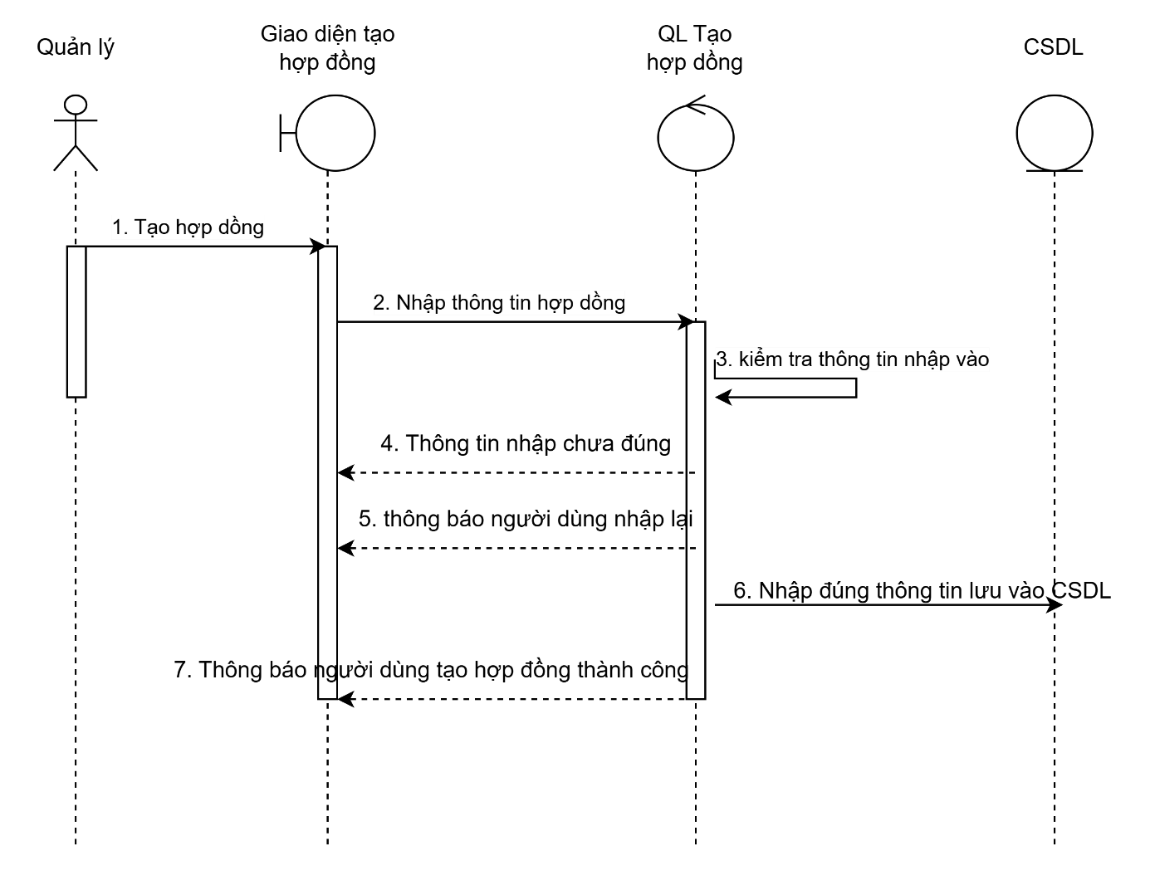 Quản lý
Giao diện tạo
hợp đồng
QL Tạo
hợp dồng
CSDL
1. Tạo hợp dồng
2. Nhập thông tin hợp dồng
3. kiểm tra thông tin nhập vào
4. Thông tin nhập chưa đúng
5. thông báo người dùng nhập lại
6. Nhập đúng thông tin lưu vào CSDL
7. Thông báo người dùng tạo hợp đồng thành công